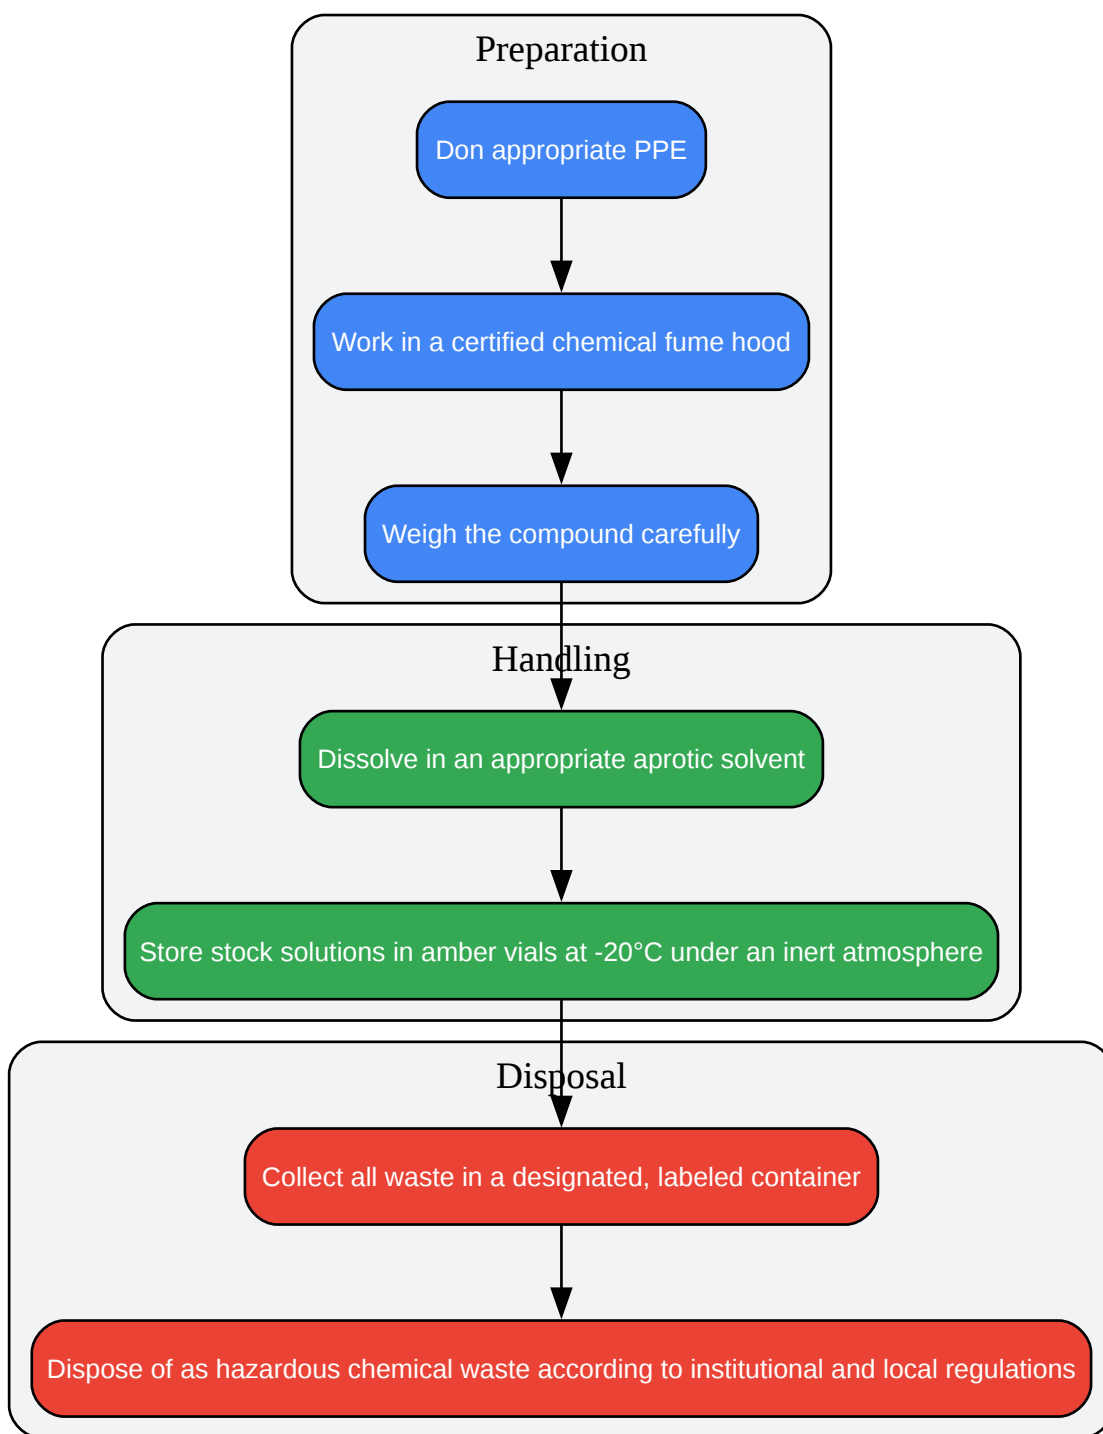 Preparation
Don appropriate PPE
Work in a certified chemical fume hood
Weigh the compound carefully
Handling
Dissolve in an appropriate aprotic solvent
Store stock solutions in amber vials at -20°C under an inert atmosphere
Disposal
Collect all waste in a designated, labeled container
Dispose of as hazardous chemical waste according to institutional and local regulations